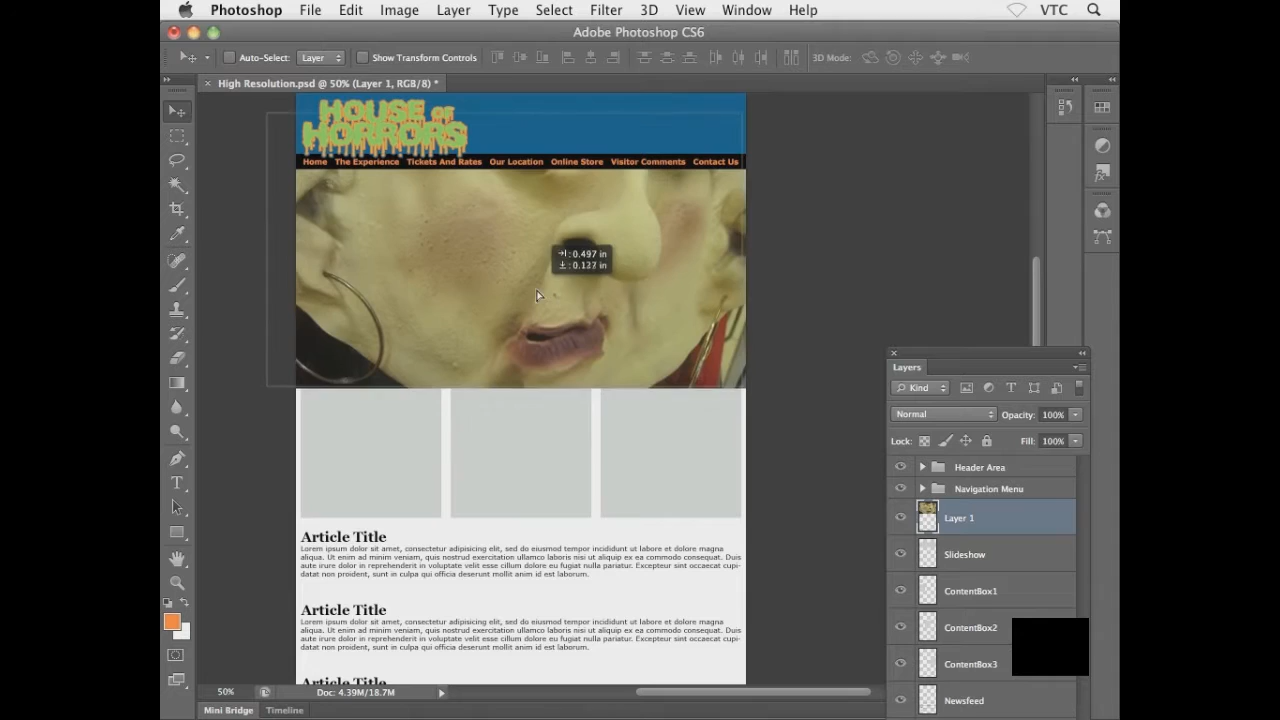 Photoshop File Edit Image Layer Type Select Filter 3D View Window Help VTC
Adobe Photoshop CS6
Auto-Select: Layer Show Transform Controls 3D Mode:
High Resolution.psd @ 50% (Layer 1, RGB/8) *
HOUSE OF
HORRORS
Home The Experience Tickets And Rates Our Location Online Store Visitor Comments Contact Us
: 0.497 in
: 0.127 in
Layers
Kind
Normal Opacity: 100%
Lock: Fill: 100%
Header Area
Navigation Menu
Layer 1
Slideshow
ContentBox1
ContentBox2
ContentBox3
Newsfeed
Article Title
Lorem ipsum dolor sit amet, consectetur adipisicing elit, sed do eiusmod tempor incididunt ut labore et dolore magna
aliqua. Ut enim ad minim veniam, quis nostrud exercitation ullamco laboris nisi ut aliquip ex ea commodo consequat. Duis
aute irure dolor in reprehenderit in voluptate velit esse cillum dolore eu fugiat nulla pariatur. Excepteur sint occaecat cupi-
datat non proident, sunt in culpa qui officia deserunt mollit anim id est laborum.
Article Title
Lorem ipsum dolor sit amet, consectetur adipisicing elit, sed do eiusmod tempor incididunt ut labore et dolore magna
aliqua. Ut enim ad minim veniam, quis nostrud exercitation ullamco laboris nisi ut aliquip ex ea commodo consequat. Duis
aute irure dolor in reprehenderit in voluptate velit esse cillum dolore eu fugiat nulla pariatur. Excepteur sint occaecat cupi-
datat non proident, sunt in culpa qui officia deserunt mollit anim id est laborum.
Article Title
50% Doc: 4.39M/18.7M
Mini Bridge Timeline